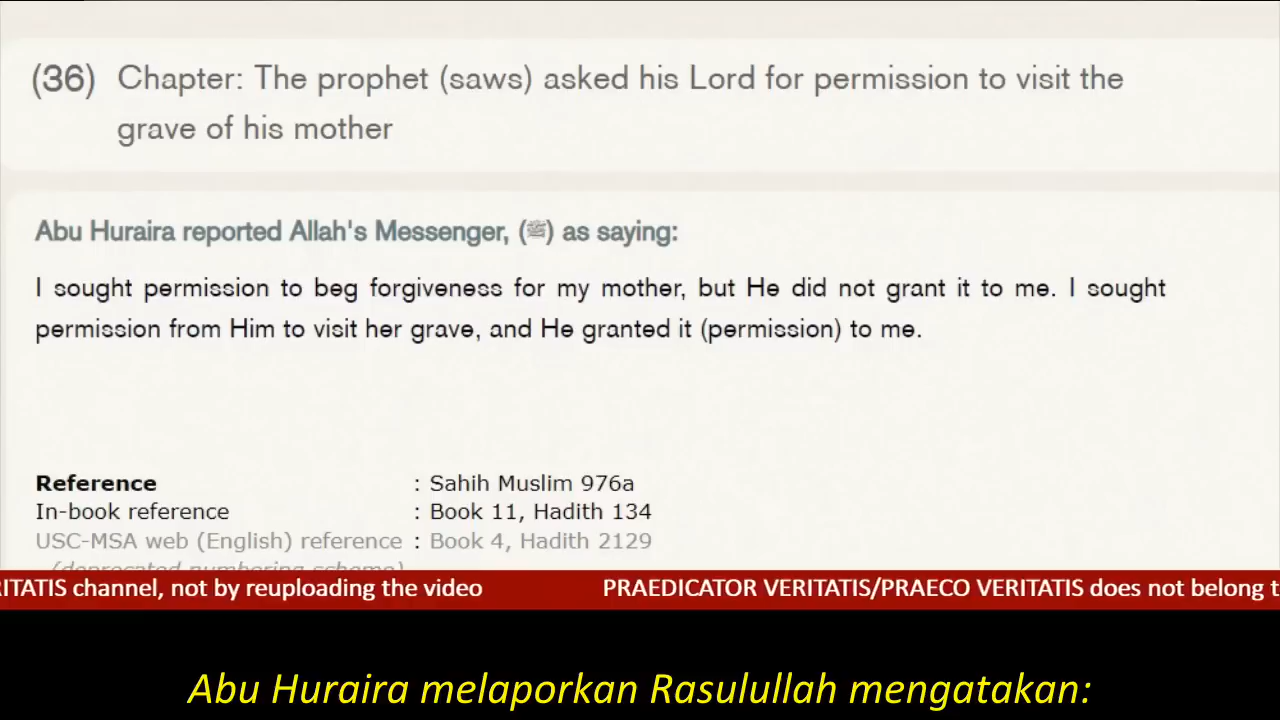 (36) Chapter: The prophet (saws) asked his Lord for permission to visit the
grave of his mother
Abu Huraira reported Allah's Messenger, (ﷺ) as saying:
I sought permission to beg forgiveness for my mother, but He did not grant it to me. I sought
permission from Him to visit her grave, and He granted it (permission) to me.
Reference : Sahih Muslim 976a
In-book reference : Book 11, Hadith 134
USC-MSA web (English) reference : Book 4, Hadith 2129
(deprecated numbering scheme)
RITATIS channel, not by reuploading the video PRAEDICATOR VERITATIS/PRAECO VERITATIS does not belong t
Abu Huraira melaporkan Rasulullah mengatakan: